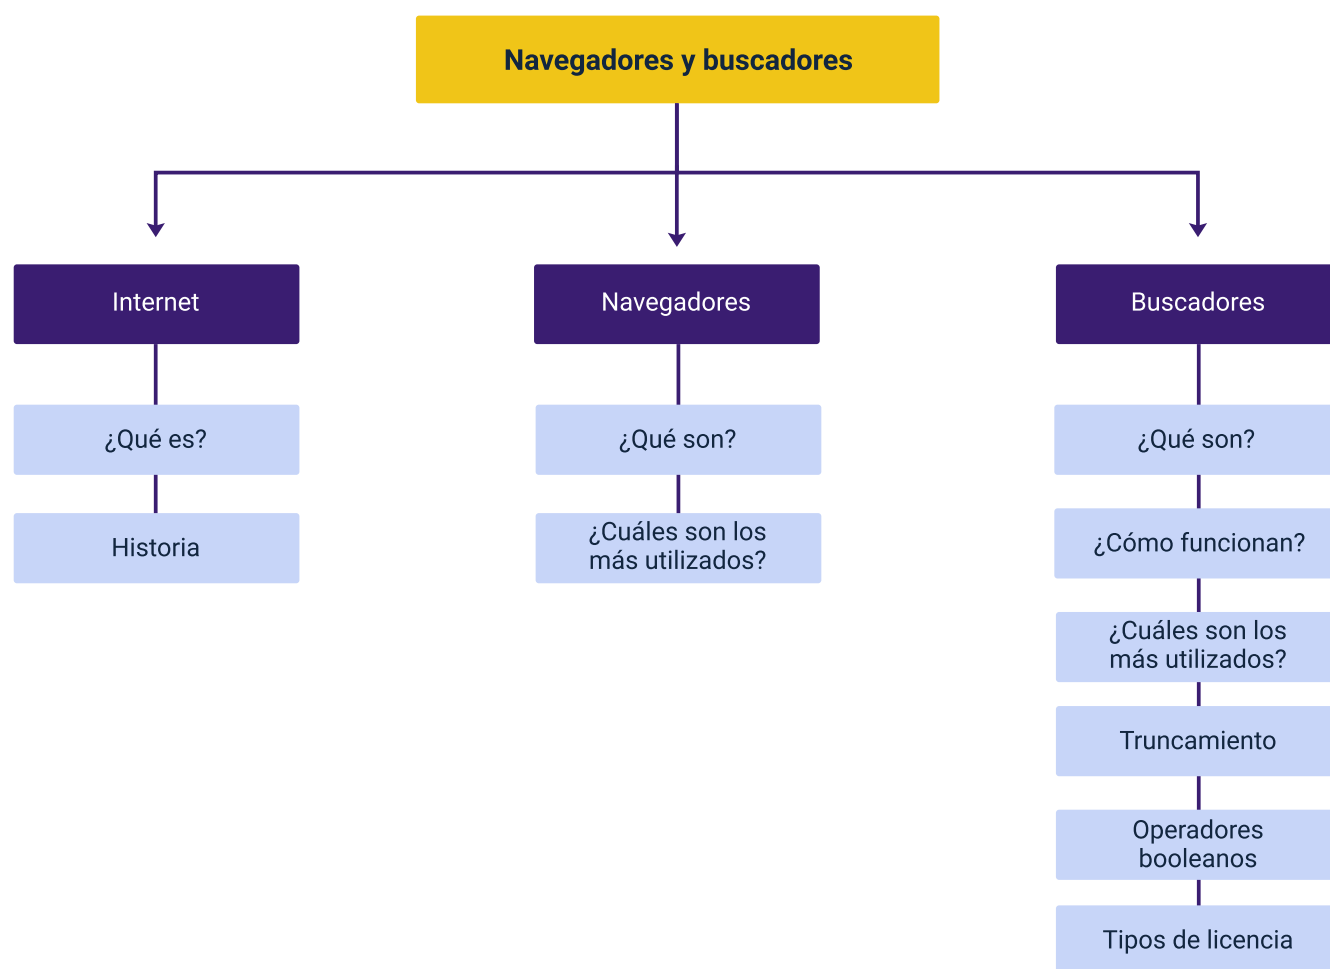 Navegadores y buscadores
Internet
¿Qué es?
Historia
Navegadores
¿Qué son?
¿Cuáles son los
más utilizados?
Buscadores
¿Qué son?
¿Cómo funcionan?
¿Cuáles son los
más utilizados?
Truncamiento
Operadores
booleanos
Tipos de licencia